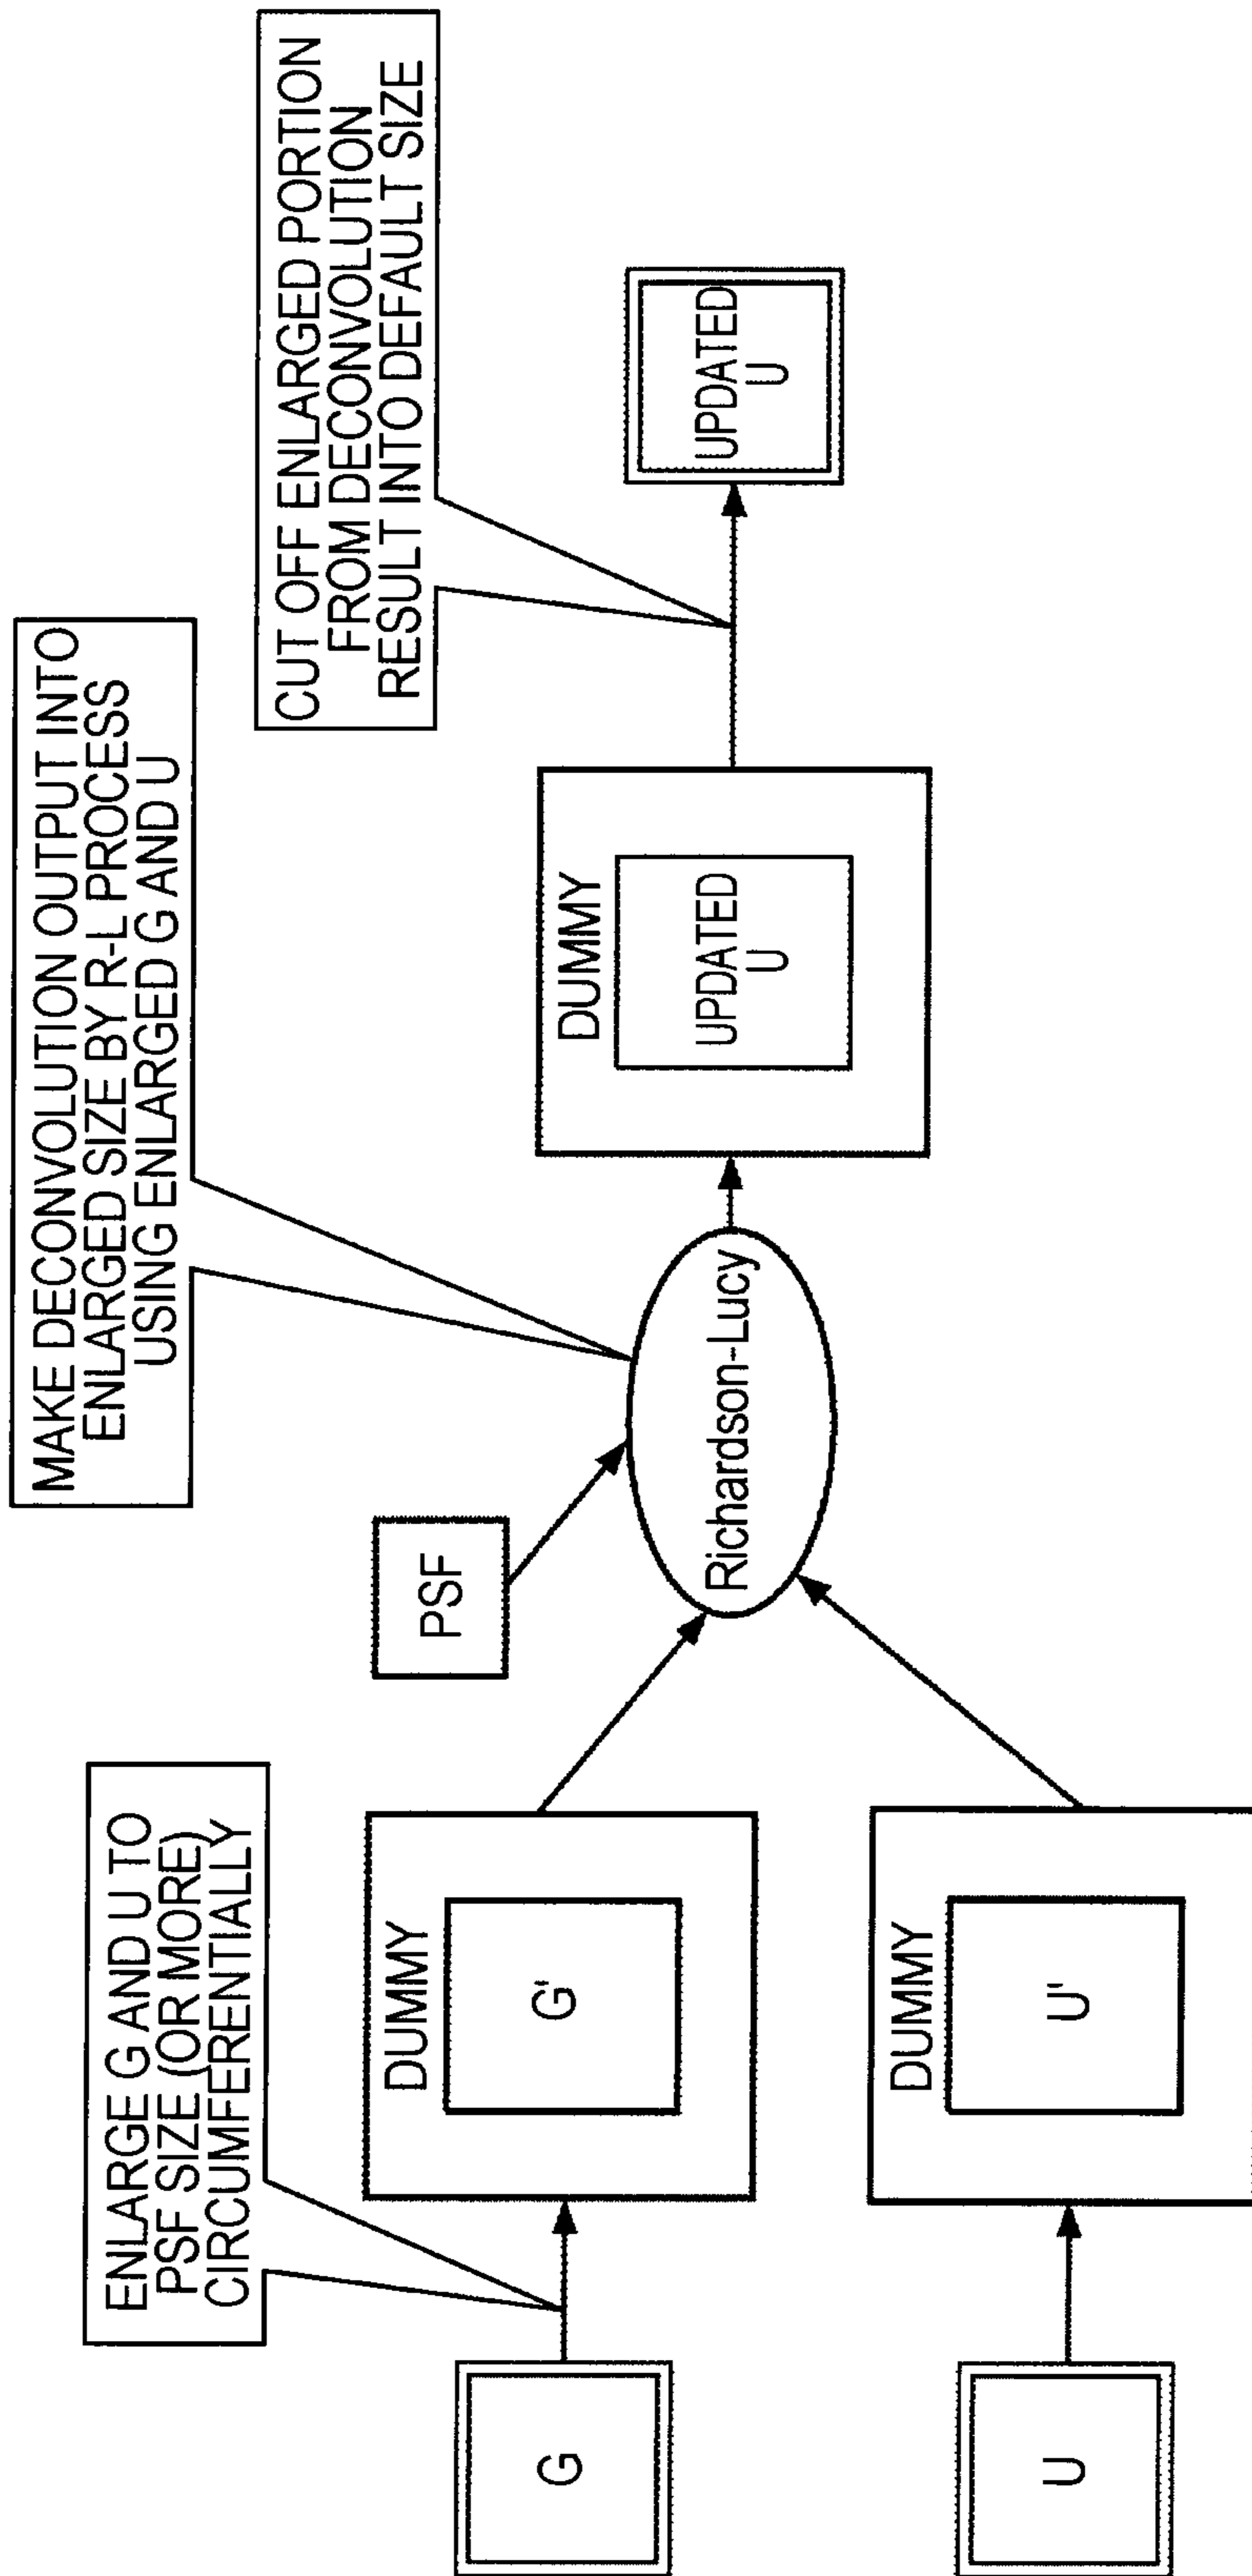 ENLARGE G AND U TO
PSF SIZE (OR MORE)
CIRCUMFERENTIALLY
MAKE DECONVOLUTION OUTPUT INTO
ENLARGED SIZE BY R-L PROCESS
USING ENLARGED G AND U
CUT OFF ENLARGED PORTION
FROM DECONVOLUTION
RESULT INTO DEFAULT SIZE
G
DUMMY
G'
PSF
Richardson-Lucy
DUMMY
UPDATED
U
UPDATED
U
U
DUMMY
U'